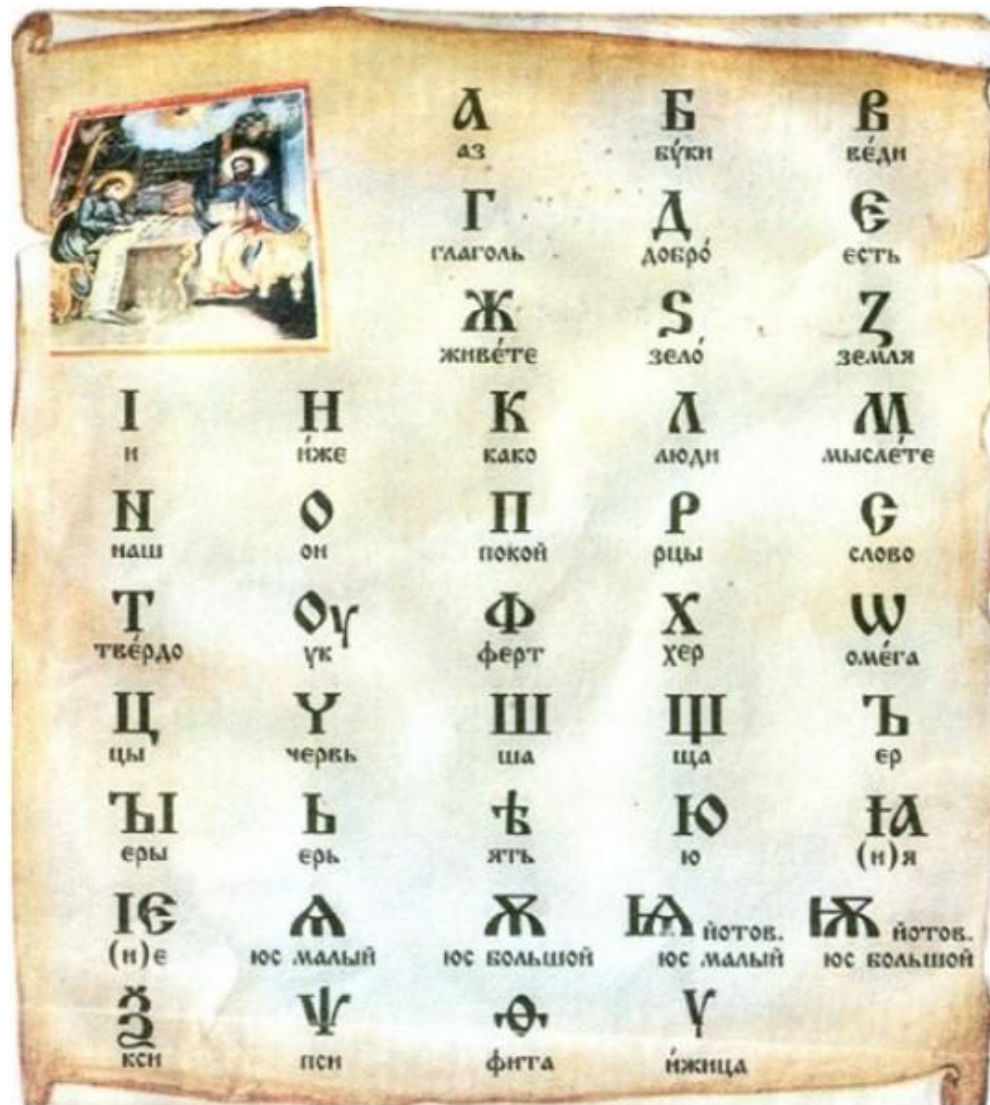 А Б В
аз бу́ки ве́ди
Г Д Є
глаголь добро́ есть
Ж Ѕ З
живе́те зело́ земля
І Н К Л М
и и́же како люди мысле́те
N О П Р С
наш он покой рцы слово
Т Оу Ф Х Ѡ
тве́рдо ук ферт хер оме́га
Ц Ч Ш Щ Ъ
цы червь ша ща ер
ЪІ Ь Ѣ Ю Ꙗ
еры ерь ять ю (и)я
Ѥ Ѧ Ѫ Ѩ йотов. Ѭ йотов.
(и)е юс малый юс большой юс малый юс большой
Ѯ Ѱ Ѳ Ѵ
кси пси фита и́жица